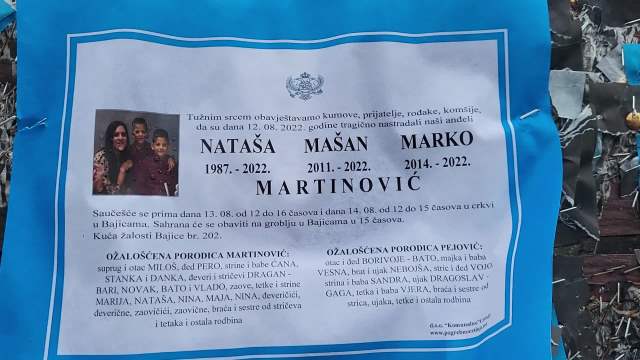 Tužnim srcem obavještavamo kumove, prijatelje, rođake, komšije,
da su dana 12.08. 2022. godine tragično nastradali naši anđeli
NATAŠA MAŠAN MARKO
1987. - 2022. 2011. - 2022. 2014. - 2022.
MARTINOVIĆ
Saučešće se prima dana 13.08. od 12 do 16 časova i dana 14.08. od 12 do 15 časova u crkvi
u Bajicama. Sahrana će se obaviti na groblju u Bajicama u 15 časova.
Kuća žalosti Bajice br. 202.
OŽALOŠĆENA PORODICA MARTINOVIĆ:
suprug i otac MILOŠ, đed PERO, strine i babe CANA,
STANKA i DANKA, đeveri i stričevi DRAGAN -
BARI, NOVAK, BATO i VLADO, zaove, tetke i strine
MARIJA, NATAŠA, NINA, MAJA, NINA, đeveričići,
đeverične, zaovičići, zaovične, braća i sestre od stričeva
i tetaka i ostala rodbina
OŽALOŠĆENA PORODICA PEJOVIĆ:
otac i đed BORIVOJE - BATO, majka i baba
VESNA, brat i ujak NEBOJŠA, stric i đed VOJO
strina i baba SANDRA, ujak DRAGOSLAV -
GAGA, tetka i baba VJERA, braća i sestre od
strica, ujaka, tetke i ostala rodbina
d.o.o. "Komunalno"